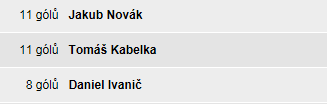 11 gólů Jakub Novák
11 gólů Tomáš Kabelka
8 gólů Daniel Ivanič